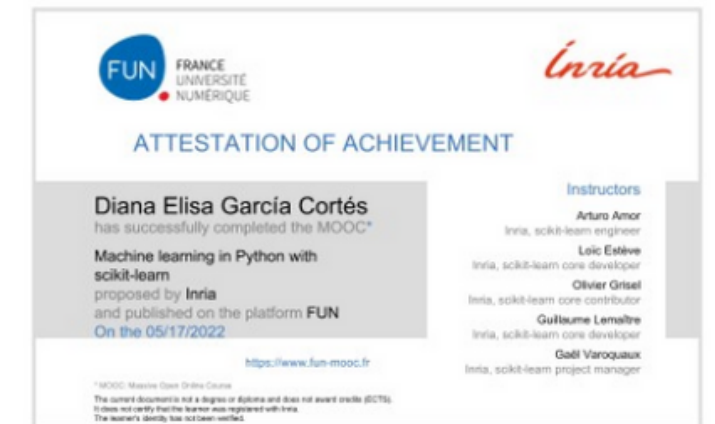 FUN
FRANCE
UNIVERSITÉ
NUMÉRIQUE
Inria
ATTESTATION OF ACHIEVEMENT
Diana Elisa García Cortés
has successfully completed the MOOC*
Machine learning in Python with
scikit-learn
proposed by Inria
and published on the platform FUN
On the 05/17/2022
https://www.fun-mooc.fr
* MOOC: Massive Open Online Course
The current document is not a degree or diploma and does not award credits (ECTS).
It does not certify that the learner was registered with Inria.
The learner's identity has not been verified.
Instructors
Arturo Amor
Inria, scikit-learn engineer
Loïc Estève
Inria, scikit-learn core developer
Olivier Grisel
Inria, scikit-learn core contributor
Guillaume Lemaître
Inria, scikit-learn core developer
Gaël Varoquaux
Inria, scikit-learn project manager